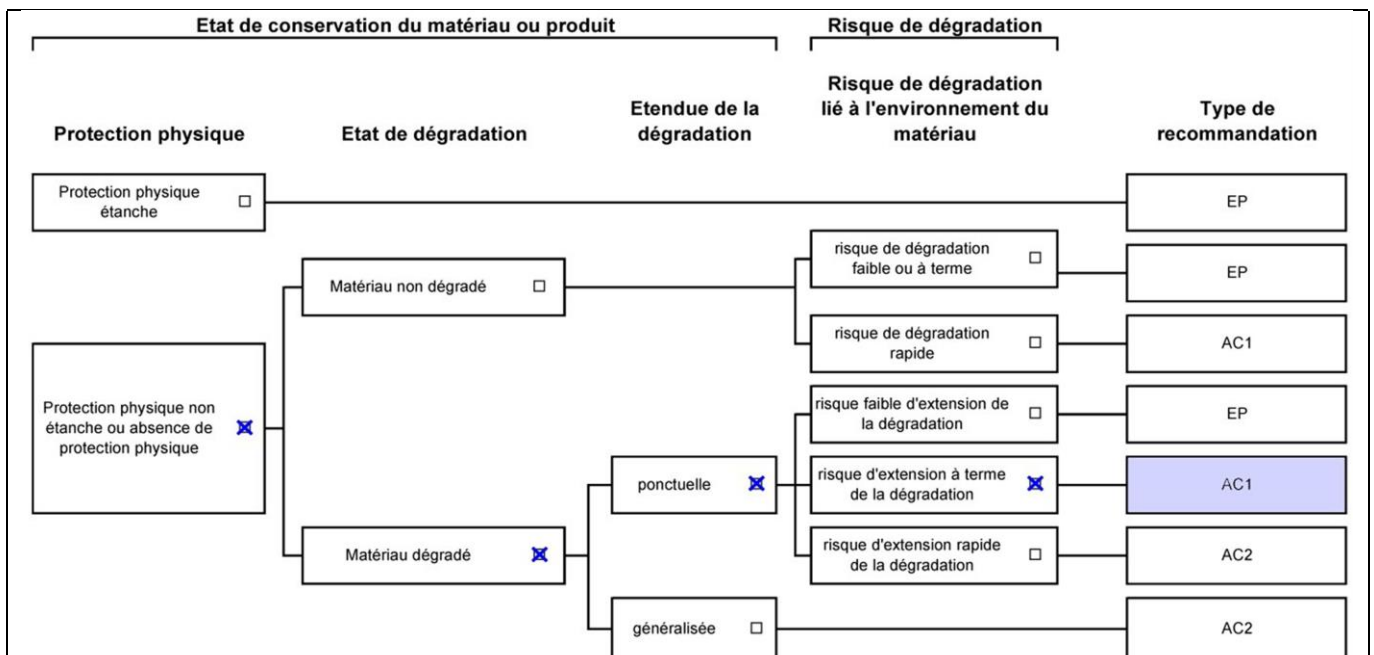 Etat de conservation du matériau ou produit
Risque de dégradation
Protection physique
Etat de dégradation
Etendue de la
dégradation
Risque de dégradation
lié à l'environnement du
matériau
Type de
recommandation
Protection physique
étanche
EP
risque de dégradation
faible ou à terme
EP
Matériau non dégradé
risque de dégradation
rapide
AC1
Protection physique non
étanche ou absence de
protection physique
risque faible d'extension de
la dégradation
EP
ponctuelle
risque d'extension à terme
de la dégradation
AC1
Matériau dégradé
risque d'extension rapide
de la dégradation
AC2
généralisée
AC2